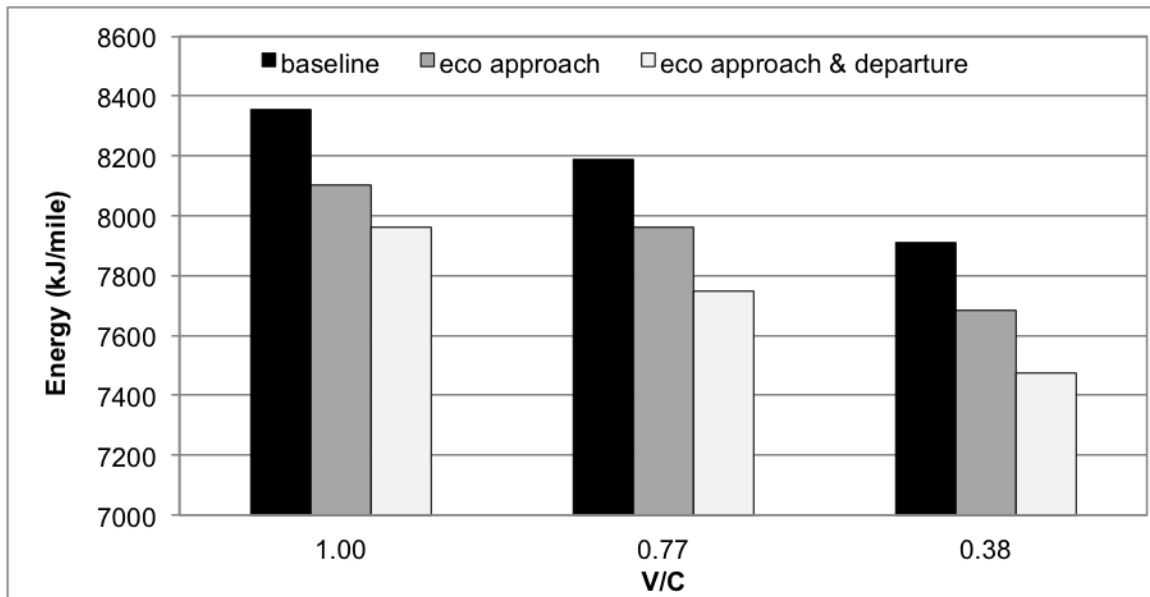 8600
baseline eco approach eco approach & departure
8400
8200
8000
7800
7600
7400
7200
7000
Energy (kJ/mile)
1.00 0.77 0.38
V/C